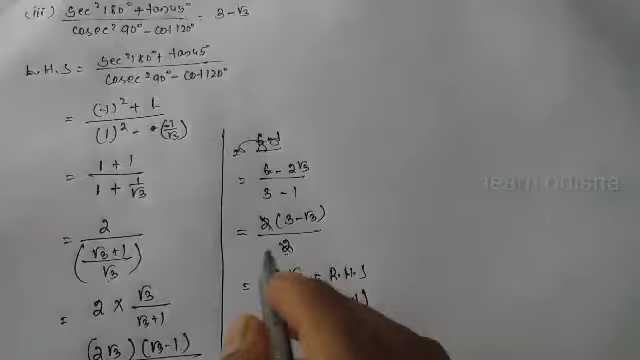 (iii) sec²180° + tan45° / cosec²90° - cot120° = 3 - √3
L.H.S = sec²180° + tan45° / cosec²90° - cot120°
= (-1)² + 1 / (1)² - (-1/√3)
= 1 + 1 / 1 + 1/√3
= 2 / (√3+1 / √3)
= 2 × √3 / √3+1
(2√3) (√3-1)
= 6 - 2√3 / 3 - 1
= 2 (3-√3) / 2
= √3 = R.H.S
learn odisha